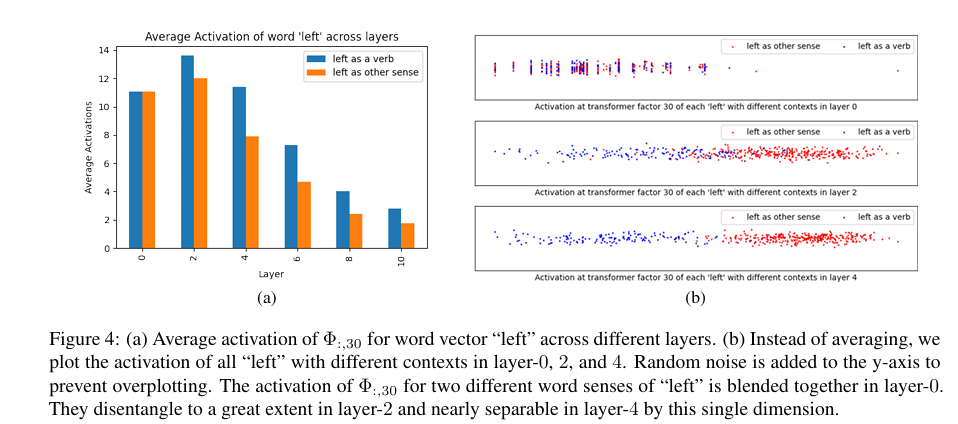 Average Activation of word 'left' across layers
left as a verb
left as other sense
Average Activations
14
12
10
8
6
4
2
0
0
2
4
6
8
10
Layer
(a)
left as other sense
left as a verb
Activation at transformer factor 30 of each 'left' with different contexts in layer 0
left as other sense
left as a verb
Activation at transformer factor 30 of each 'left' with different contexts in layer 2
left as other sense
left as a verb
Activation at transformer factor 30 of each 'left' with different contexts in layer 4
(b)
Figure 4: (a) Average activation of Φ:,30 for word vector “left” across different layers. (b) Instead of averaging, we
plot the activation of all “left” with different contexts in layer-0, 2, and 4. Random noise is added to the y-axis to
prevent overplotting. The activation of Φ:,30 for two different word senses of “left” is blended together in layer-0.
They disentangle to a great extent in layer-2 and nearly separable in layer-4 by this single dimension.